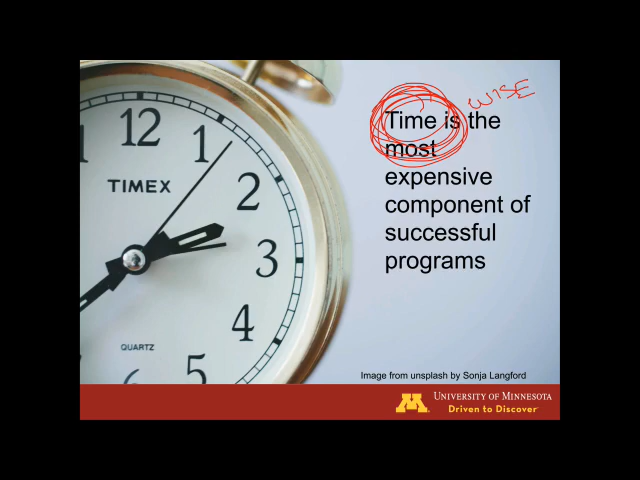 12
1
2
3
4
5
6
TIMEX
QUARTZ
WISE
Time is the
most
expensive
component of
successful
programs
Image from unsplash by Sonja Langford
M
UNIVERSITY OF MINNESOTA
Driven to Discover